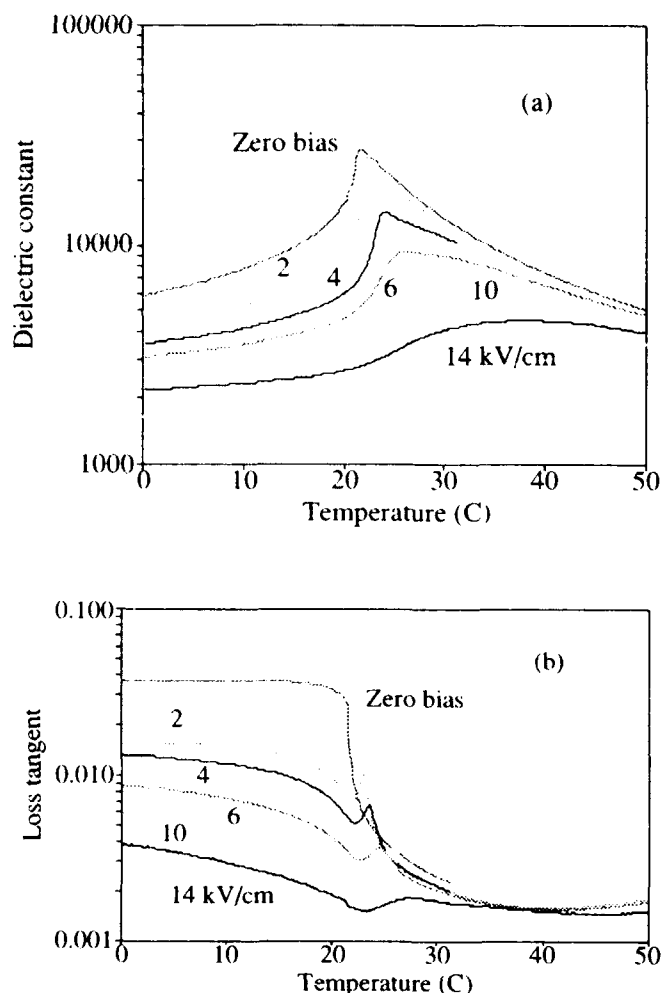 100000
(a)
Zero bias
Dielectric constant
10000
2
4
6
10
14 kV/cm
1000
0
10
20
30
40
50
Temperature (C)
0.100
(b)
Zero bias
2
Loss tangent
0.010
4
6
10
14 kV/cm
0.001
0
10
20
30
40
50
Temperature (C)